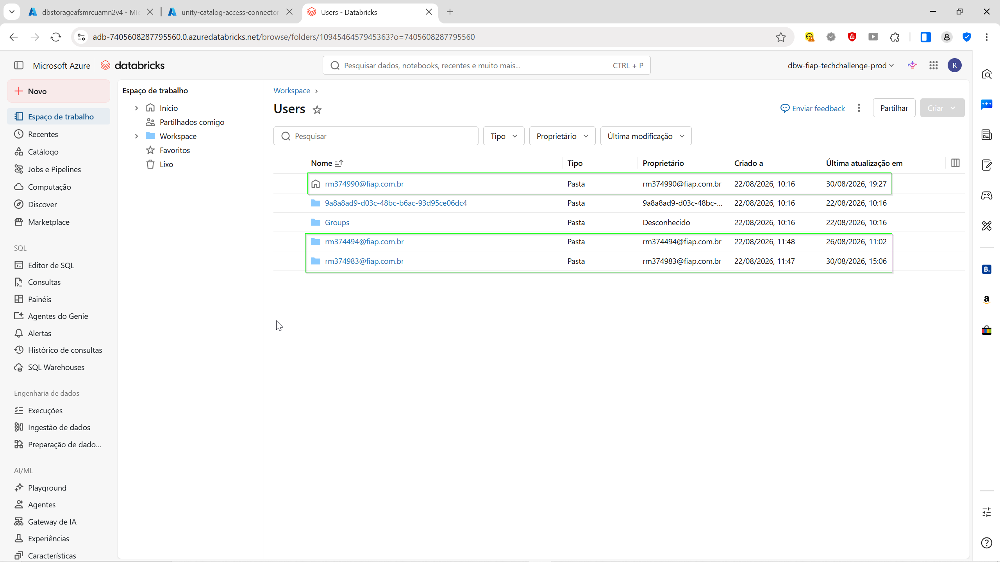 dbstorageafsmrcuamn2v4 - Mic
unity-catalog-access-connector
Users - Databricks
adb-7405608287795560.0.azuredatabricks.net/browse/folders/1094546457945363?o=7405608287795560
Microsoft Azure
databricks
Pesquisar dados, notebooks, recentes e muito mais...
CTRL + P
dbw-fiap-techchallenge-prod
R
Novo
Espaço de trabalho
Recentes
Catálogo
Jobs e Pipelines
Computação
Discover
Marketplace
SQL
Editor de SQL
Consultas
Painéis
Agentes do Genie
Alertas
Histórico de consultas
SQL Warehouses
Engenharia de dados
Execuções
Ingestão de dados
Preparação de dado...
AI/ML
Playground
Agentes
Gateway de IA
Experiências
Características
Espaço de trabalho
Início
Partilhados comigo
Workspace
Favoritos
Lixo
Workspace
Users
Enviar feedback
Partilhar
Criar
Pesquisar
Tipo
Proprietário
Última modificação
Nome Tipo Proprietário Criado a Última atualização em
rm374990@fiap.com.br Pasta rm374990@fiap.com.br 22/08/2026, 10:16 30/08/2026, 19:27
9a8a8ad9-d03c-48bc-b6ac-93d95ce06dc4 Pasta 9a8a8ad9-d03c-48bc-... 22/08/2026, 10:16 22/08/2026, 10:16
Groups Pasta Desconhecido 22/08/2026, 10:16 22/08/2026, 10:16
rm374494@fiap.com.br Pasta rm374494@fiap.com.br 22/08/2026, 11:48 26/08/2026, 11:02
rm374983@fiap.com.br Pasta rm374983@fiap.com.br 22/08/2026, 11:47 30/08/2026, 15:06
B.
a